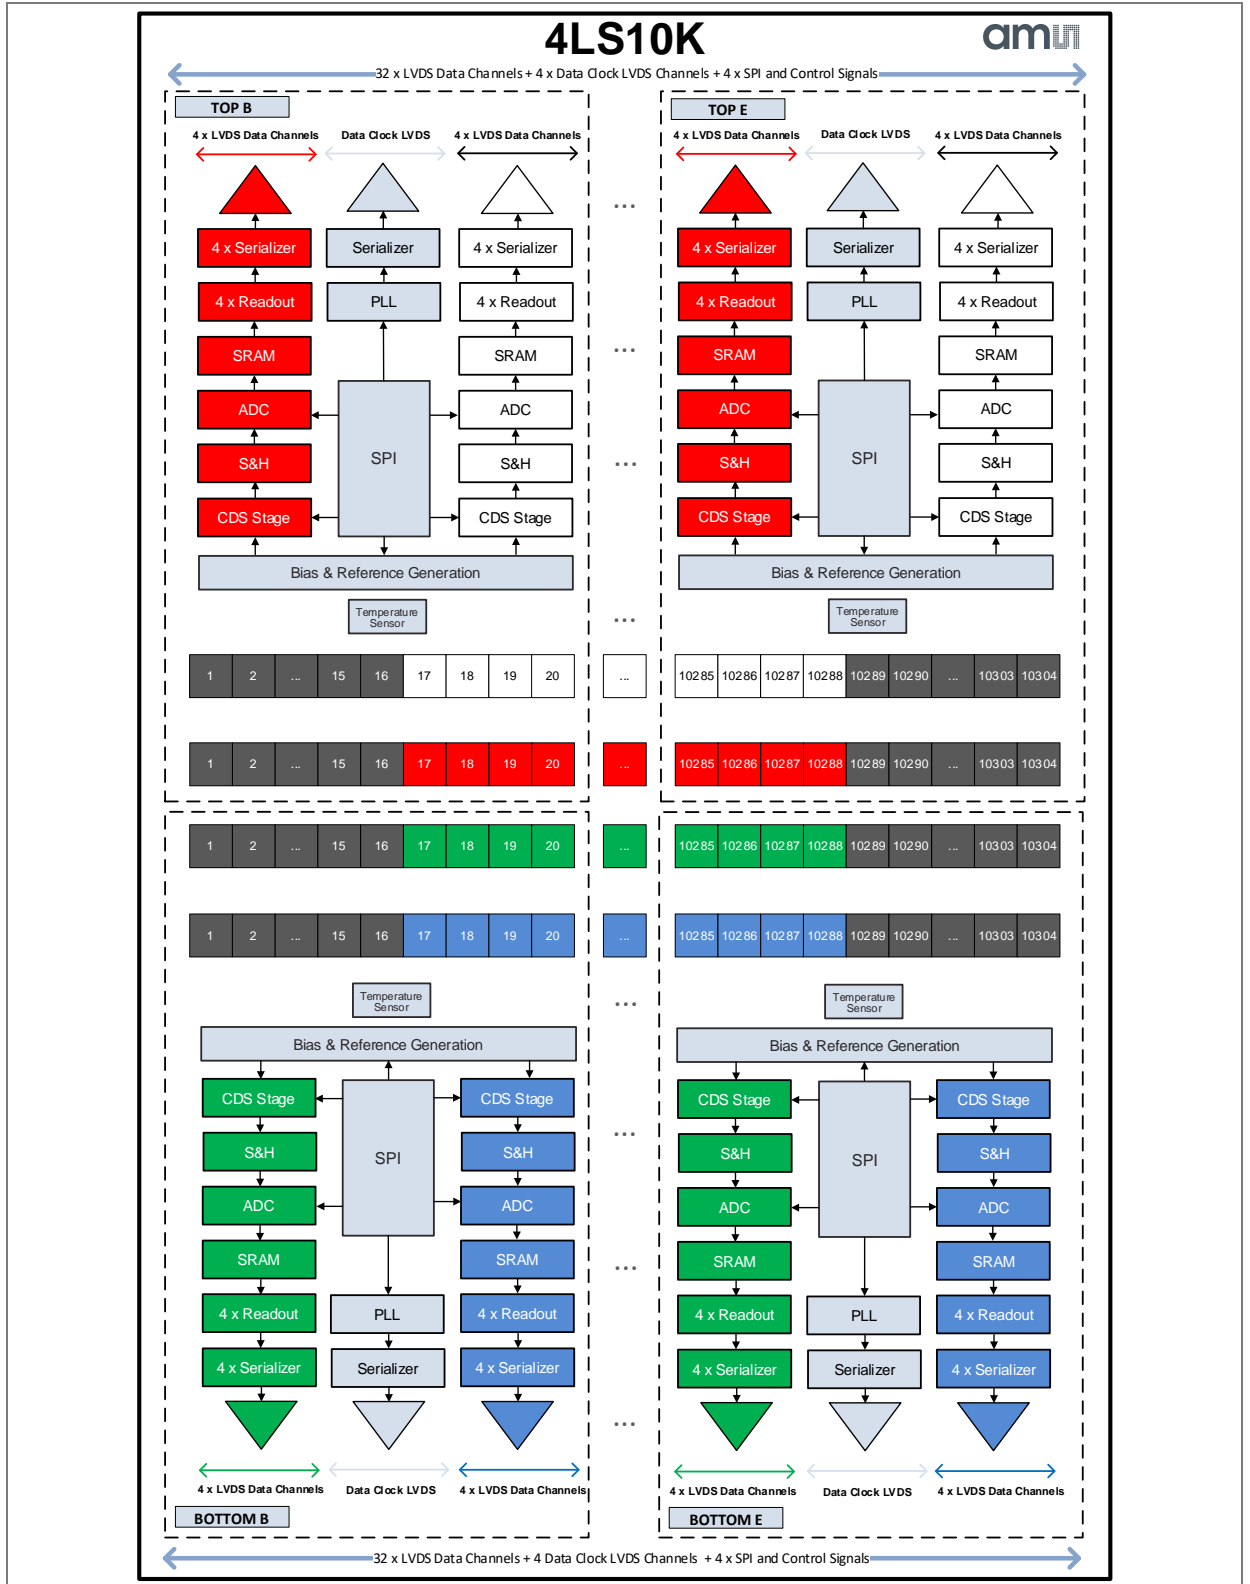 4LS10K
amu
32 x LVDS Data Channels + 4 x Data Clock LVDS Channels + 4 x SPI and Control Signals
TOP B
TOP E
4 x LVDS Data Channels Data Clock LVDS 4 x LVDS Data Channels
4 x LVDS Data Channels Data Clock LVDS 4 x LVDS Data Channels
...
4 x Serializer Serializer 4 x Serializer
4 x Serializer Serializer 4 x Serializer
4 x Readout PLL 4 x Readout
4 x Readout PLL 4 x Readout
SRAM SRAM
...
SRAM SRAM
ADC ADC
ADC ADC
SPI
SPI
S&H S&H
...
S&H S&H
CDS Stage CDS Stage
CDS Stage CDS Stage
Bias & Reference Generation
Bias & Reference Generation
Temperature
Sensor
...
Temperature
Sensor
1 2 ... 15 16 17 18 19 20 ... 10285 10286 10287 10288 10289 10290 ... 10303 10304
1 2 ... 15 16 17 18 19 20 ... 10285 10286 10287 10288 10289 10290 ... 10303 10304
1 2 ... 15 16 17 18 19 20 ... 10285 10286 10287 10288 10289 10290 ... 10303 10304
1 2 ... 15 16 17 18 19 20 ... 10285 10286 10287 10288 10289 10290 ... 10303 10304
Temperature
Sensor
...
Temperature
Sensor
Bias & Reference Generation
Bias & Reference Generation
CDS Stage CDS Stage
CDS Stage CDS Stage
...
S&H SPI S&H
S&H SPI S&H
ADC ADC
ADC ADC
SRAM SRAM
...
SRAM SRAM
4 x Readout PLL 4 x Readout
4 x Readout PLL 4 x Readout
4 x Serializer Serializer 4 x Serializer
4 x Serializer Serializer 4 x Serializer
...
4 x LVDS Data Channels Data Clock LVDS 4 x LVDS Data Channels
4 x LVDS Data Channels Data Clock LVDS 4 x LVDS Data Channels
BOTTOM B
BOTTOM E
32 x LVDS Data Channels + 4 Data Clock LVDS Channels + 4 x SPI and Control Signals